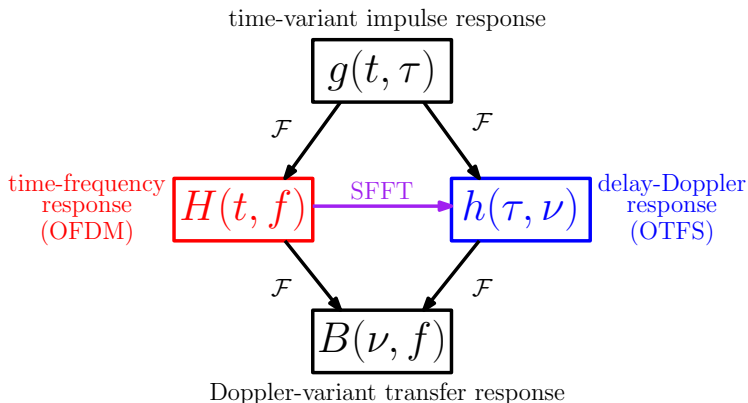 time-variant impulse response
g(t, τ)
ℱ
ℱ
time-frequency
response
(OFDM)
H(t, f)
SFFT
h(τ, ν)
delay-Doppler
response
(OTFS)
ℱ
ℱ
B(ν, f)
Doppler-variant transfer response